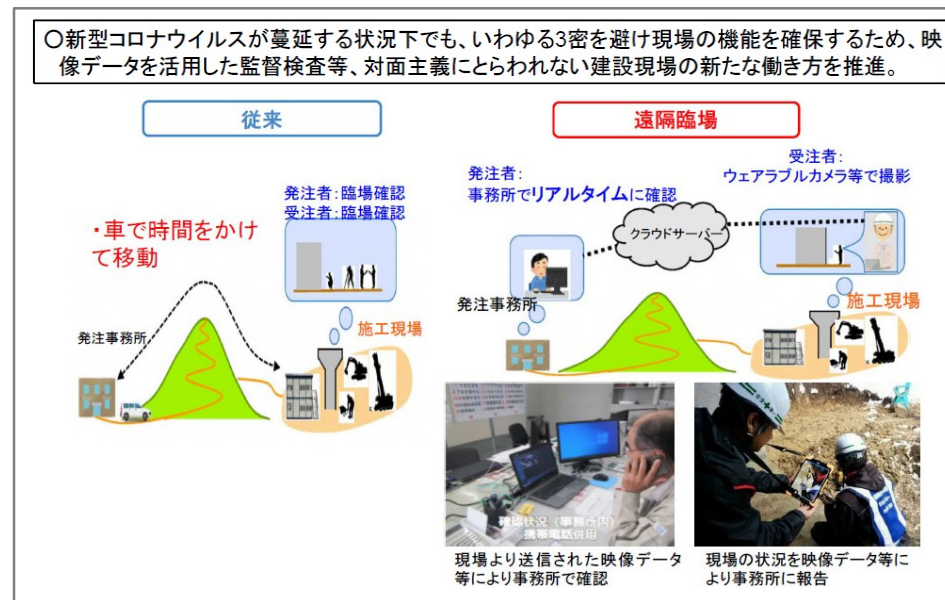 〇新型コロナウイルスが蔓延する状況下でも、いわゆる3密を避け現場の機能を確保するため、映
像データを活用した監督検査等、対面主義にとらわれない建設現場の新たな働き方を推進。
従来
遠隔臨場
発注者:臨場確認
受注者:臨場確認
・車で時間をかけ
て移動
発注事務所
施工現場
発注者:
事務所でリアルタイムに確認
受注者:
ウェアラブルカメラ等で撮影
クラウドサーバー
発注事務所
施工現場
確認状況(事務所内)
携帯電話併用
現場より送信された映像データ
等により事務所で確認
現場の状況を映像データ等に
より事務所に報告